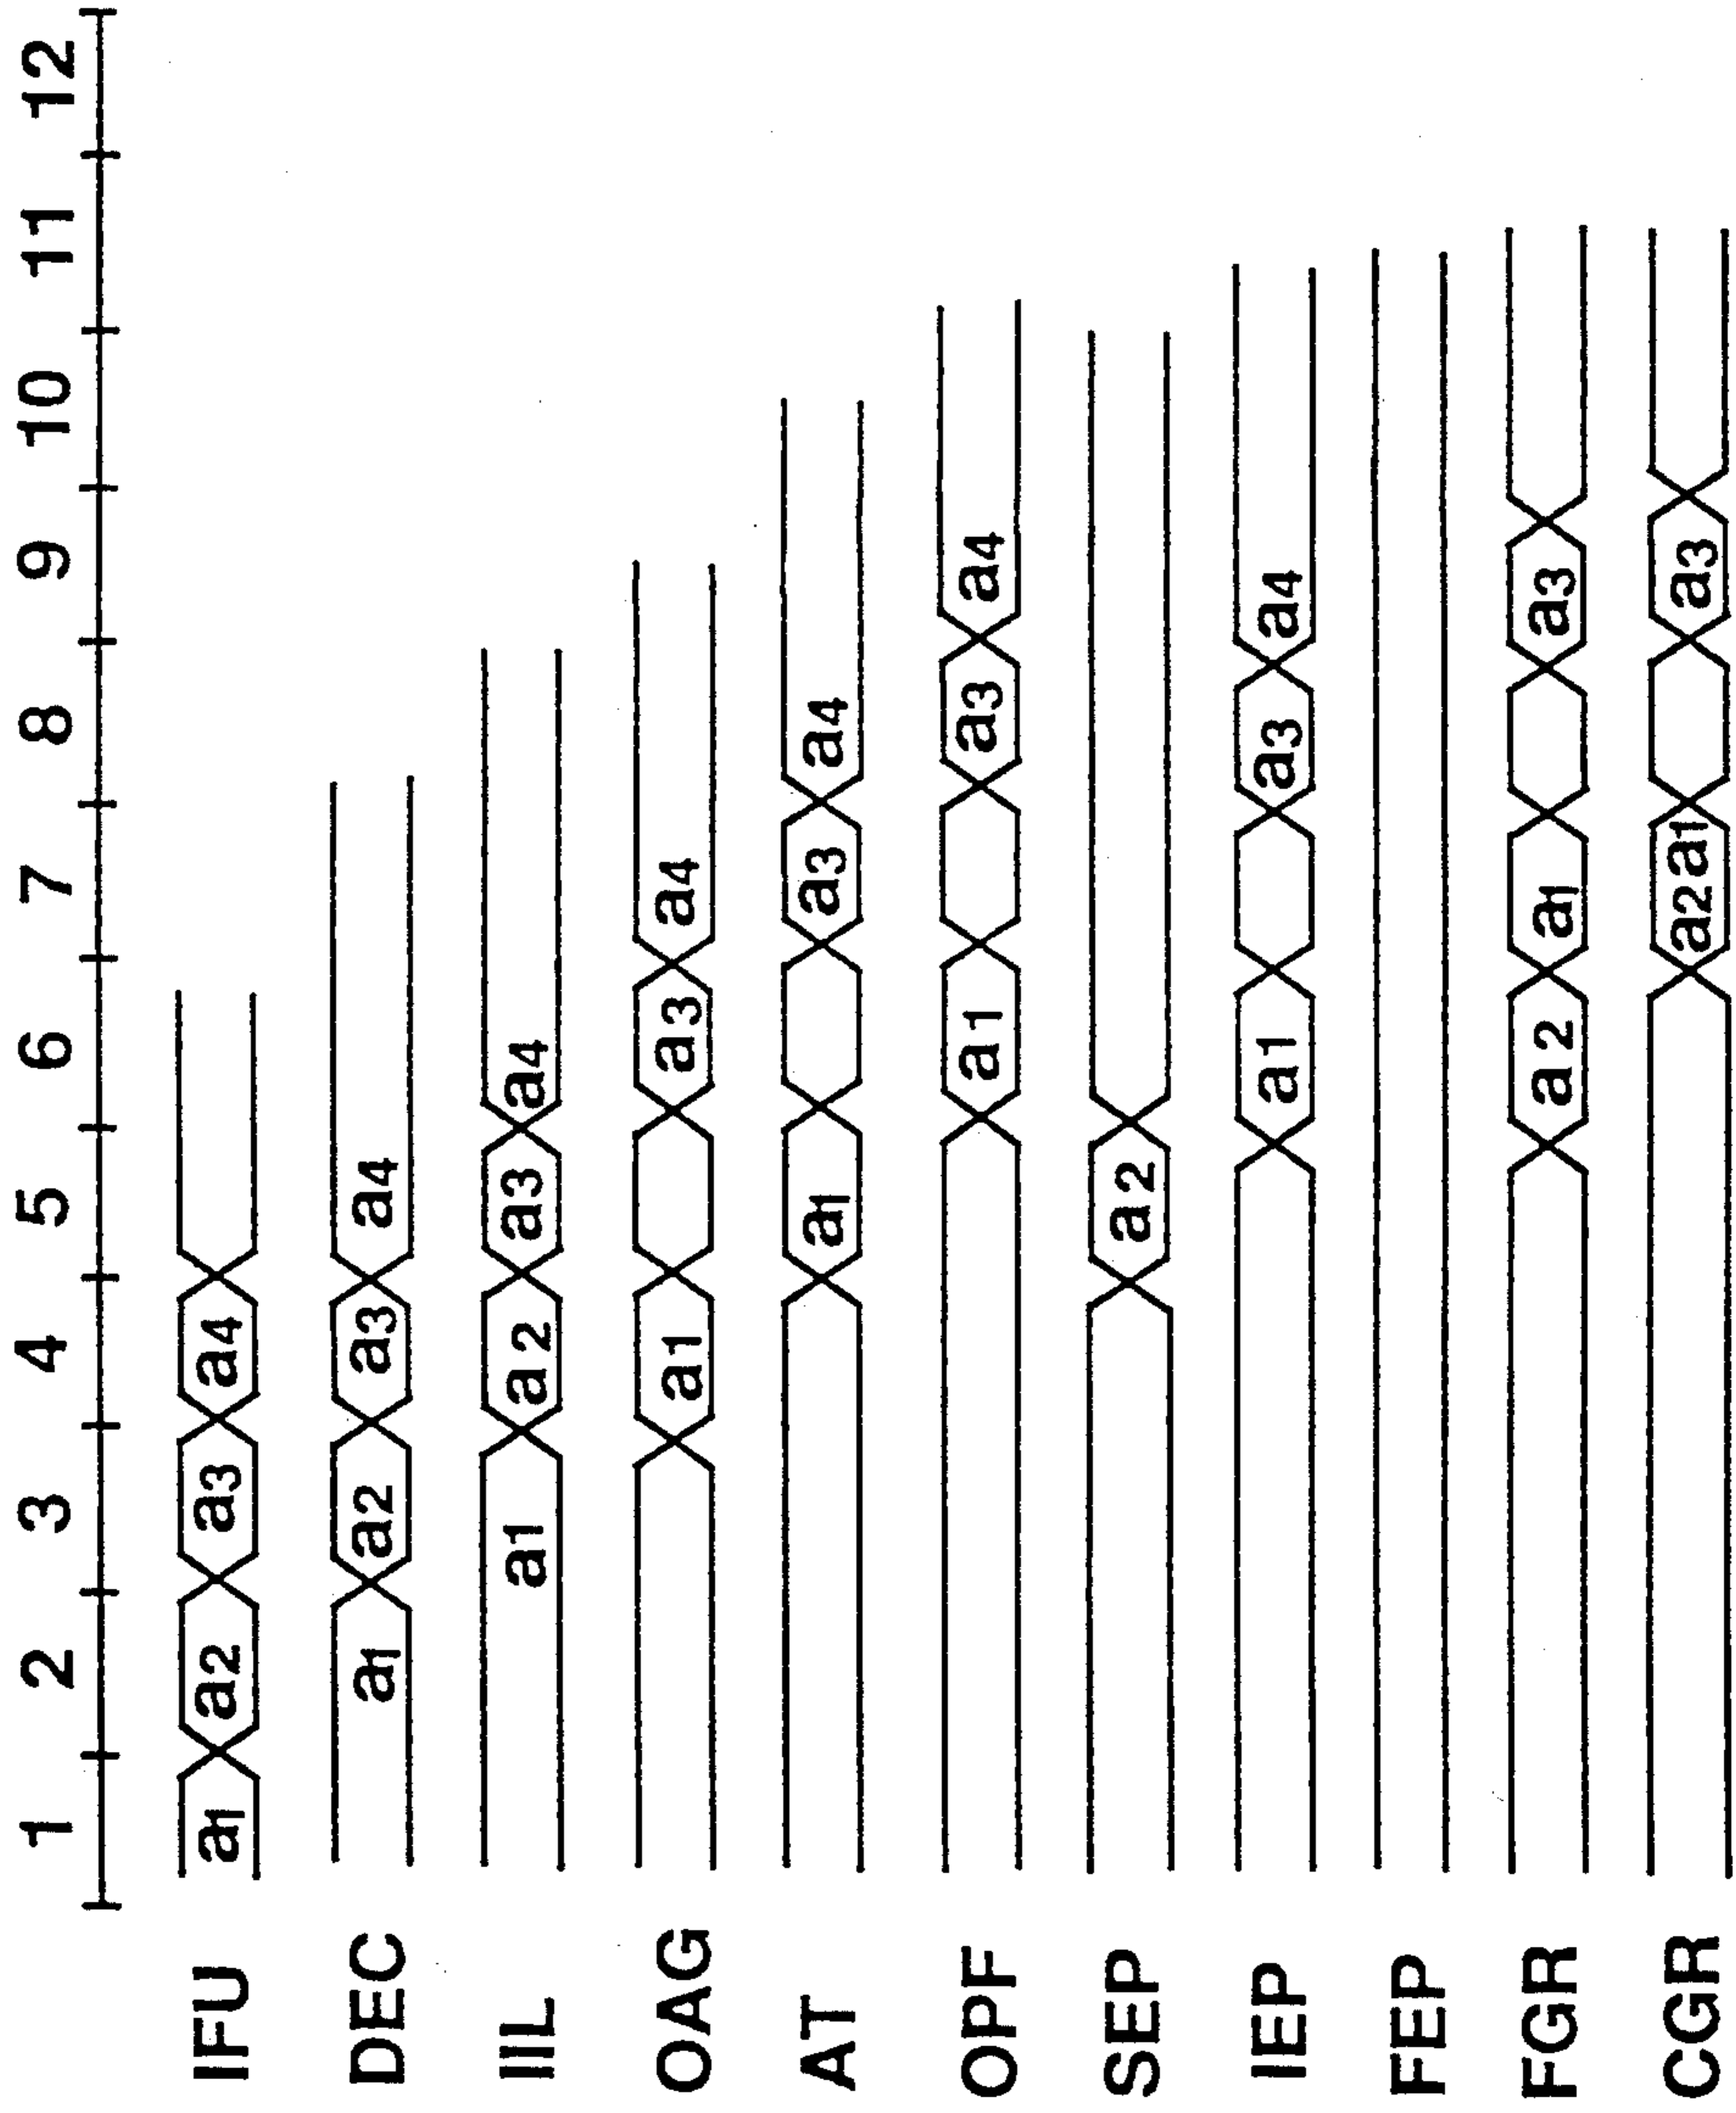 1 2 3 4 5 6 7 8 9 10 11 12
IFU a1 a2 a3 a4
DEC a1 a2 a3 a4
IIL a1 a2 a3 a4
OAG a1 a3 a4
AT a1 a3 a4
OPF a1 a3 a4
SEP a2
IEP a1 a3 a4
FEP
FGR a2 a1 a3
CGR a2a1 a3